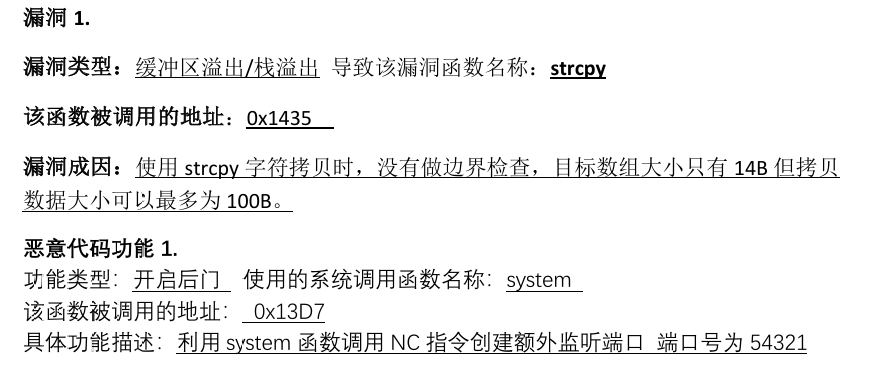 漏洞 1.
漏洞类型：缓冲区溢出/栈溢出 导致该漏洞函数名称：strcpy
该函数被调用的地址：0x1435
漏洞成因：使用 strcpy 字符拷贝时，没有做边界检查，目标数组大小只有 14B 但拷贝
数据大小可以最多为 100B。
恶意代码功能 1.
功能类型：开启后门 使用的系统调用函数名称：system
该函数被调用的地址： 0x13D7
具体功能描述：利用 system 函数调用 NC 指令创建额外监听端口 端口号为 54321